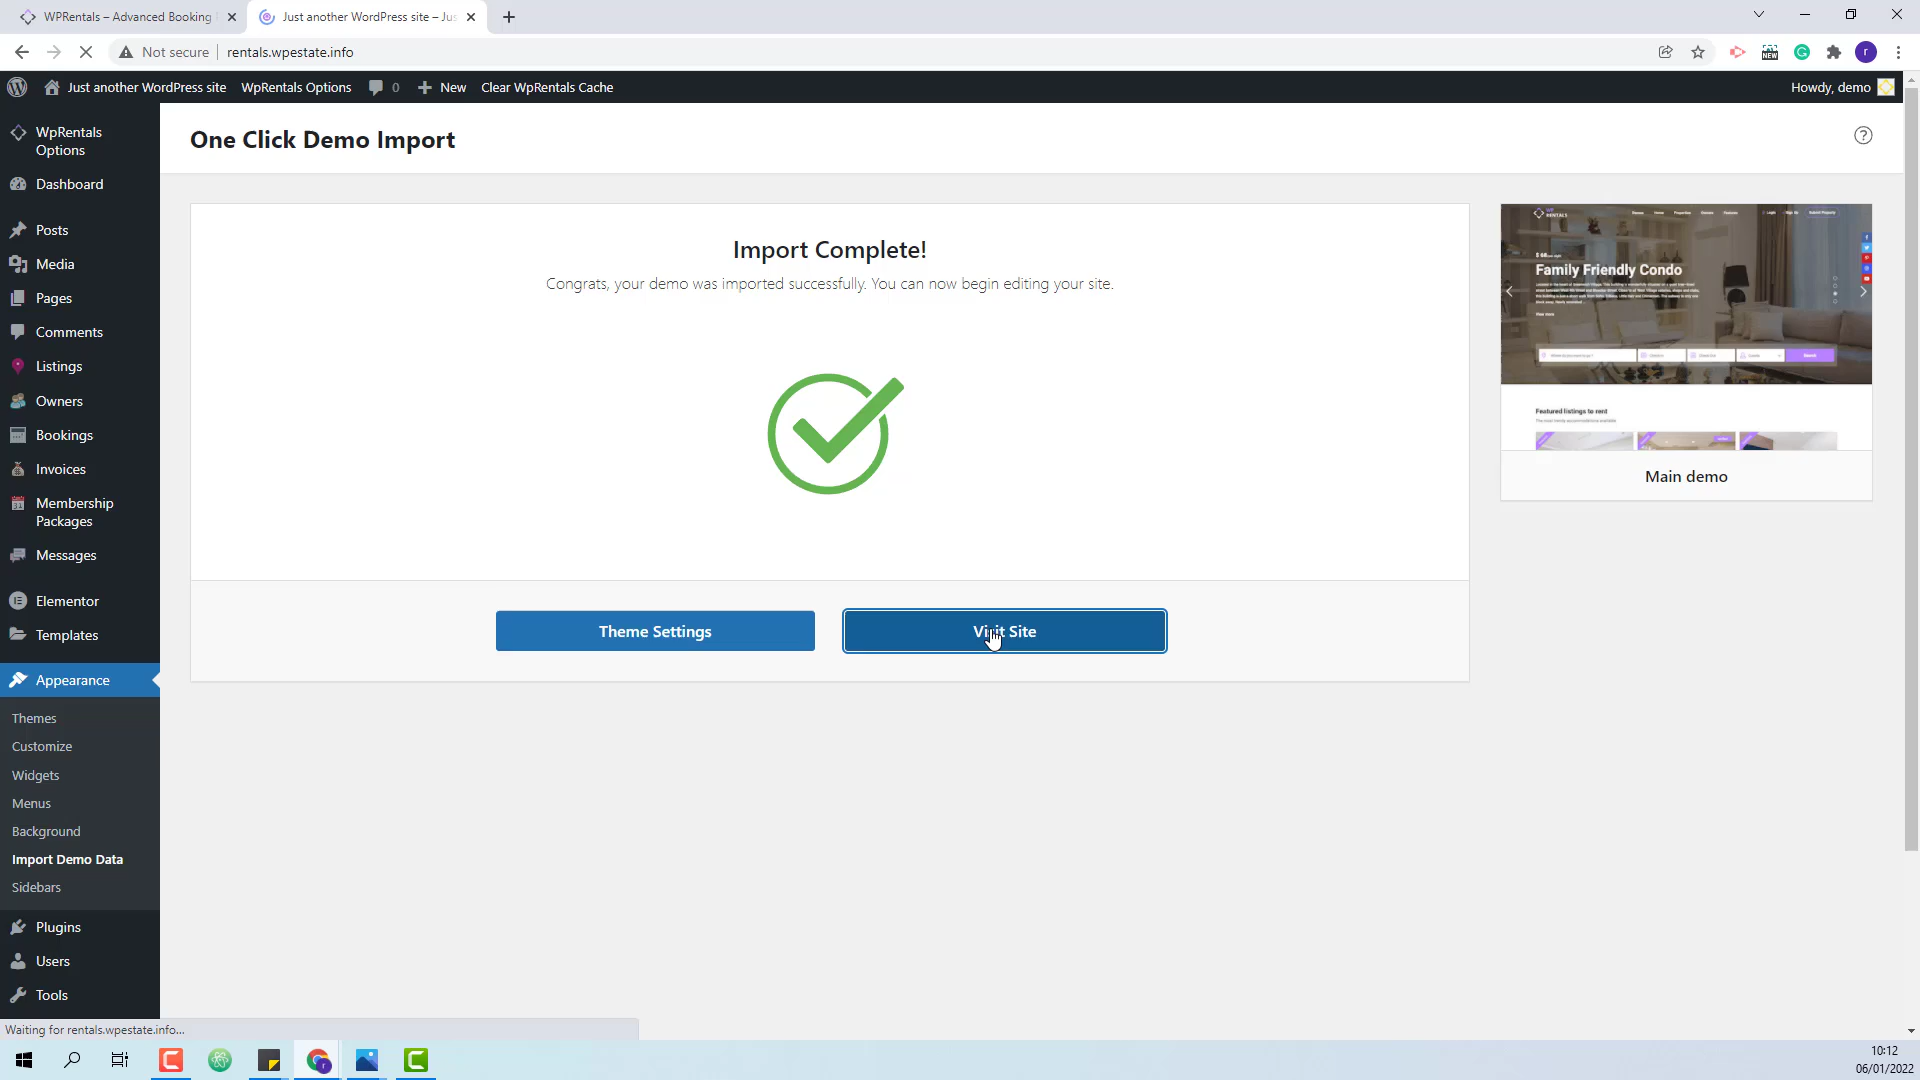 WPRentals – Advanced Booking
Just another WordPress site – Jus
Not secure
rentals.wpestate.info
Just another WordPress site
WpRentals Options
0
New
Clear WpRentals Cache
Howdy, demo
WpRentals
Options
Dashboard
Posts
Media
Pages
Comments
Listings
Owners
Bookings
Invoices
Membership
Packages
Messages
Elementor
Templates
Appearance
Themes
Customize
Widgets
Menus
Background
Import Demo Data
Sidebars
Plugins
Users
Tools
One Click Demo Import
Import Complete!
Congrats, your demo was imported successfully. You can now begin editing your site.
Theme Settings
Visit Site
WP
RENTALS
Family Friendly Condo
Search
Featured listings to rent
Main demo
Waiting for rentals.wpestate.info...
10:12
06/01/2022